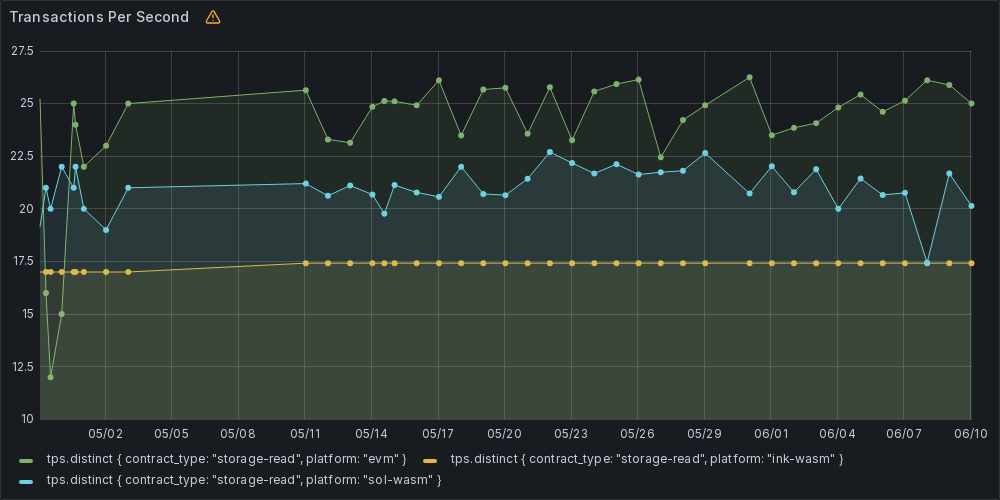 Transactions Per Second
27.5
25
22.5
20
17.5
15
12.5
10
05/02 05/05 05/08 05/11 05/14 05/17 05/20 05/23 05/26 05/29 06/01 06/04 06/07 06/10
tps.distinct { contract_type: "storage-read", platform: "evm" } tps.distinct { contract_type: "storage-read", platform: "ink-wasm" }
tps.distinct { contract_type: "storage-read", platform: "sol-wasm" }